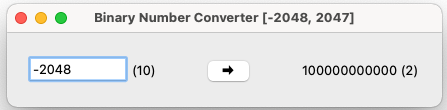 Binary Number Converter [-2048, 2047]
-2048 (10) ➡ 100000000000 (2)